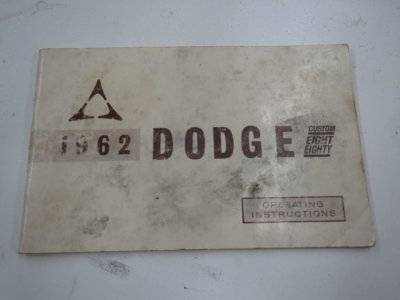 1962 DODGE
CUSTOM
EIGHT
EIGHTY
OPERATING
INSTRUCTIONS